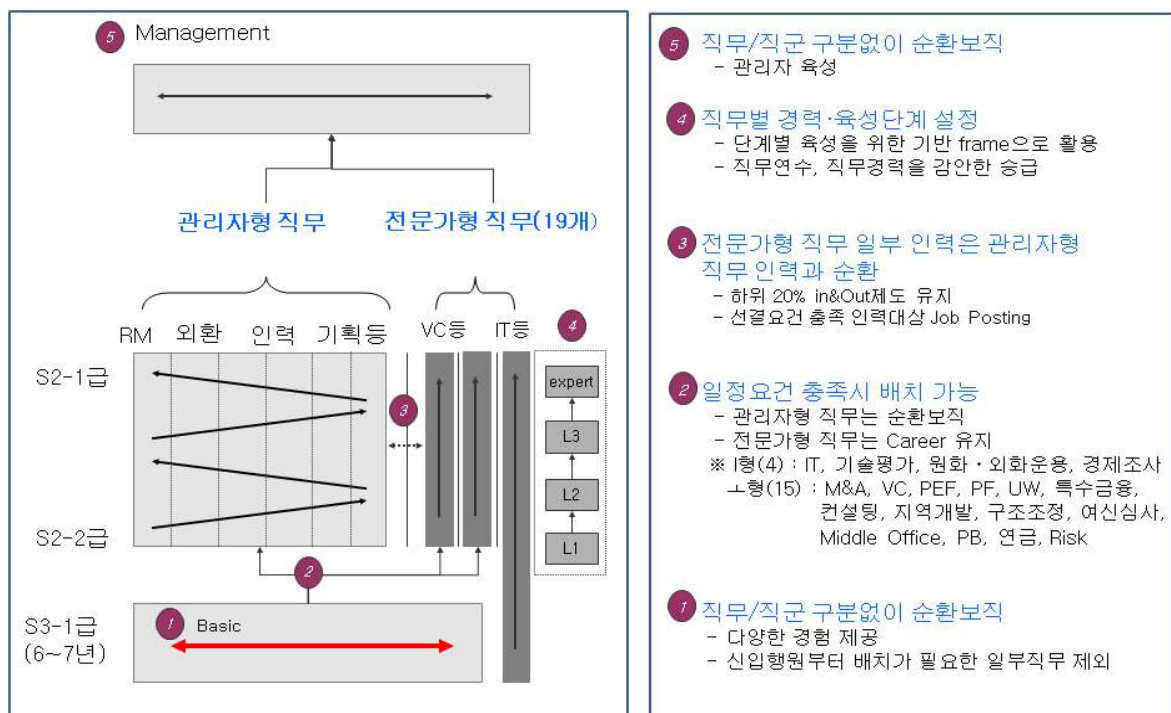 5 Management
관리자형 직무
전문가형 직무(19개)
RM 외환 인력 기획등
VC등 IT등
4
S2-1급
expert
3
L3
L2
S2-2급
L1
2
S3-1급
(6~7년)
1 Basic
5 직무/직군 구분없이 순환보직
- 관리자 육성
4 직무별 경력·육성단계 설정
- 단계별 육성을 위한 기반 frame으로 활용
- 직무연수, 직무경력을 감안한 승급
3 전문가형 직무 일부 인력은 관리자형
직무 인력과 순환
- 하위 20% in&Out제도 유지
- 선결요건 충족 인력대상 Job Posting
2 일정요건 충족시 배치 가능
- 관리자형 직무는 순환보직
- 전문가형 직무는 Career 유지
※ I형(4) : IT, 기술평가, 원화·외화운용, 경제조사
ㅗ형(15) : M&A, VC, PEF, PF, UW, 특수금융,
컨설팅, 지역개발, 구조조정, 여신심사,
Middle Office, PB, 연금, Risk
1 직무/직군 구분없이 순환보직
- 다양한 경험 제공
- 신입행원부터 배치가 필요한 일부직무 제외